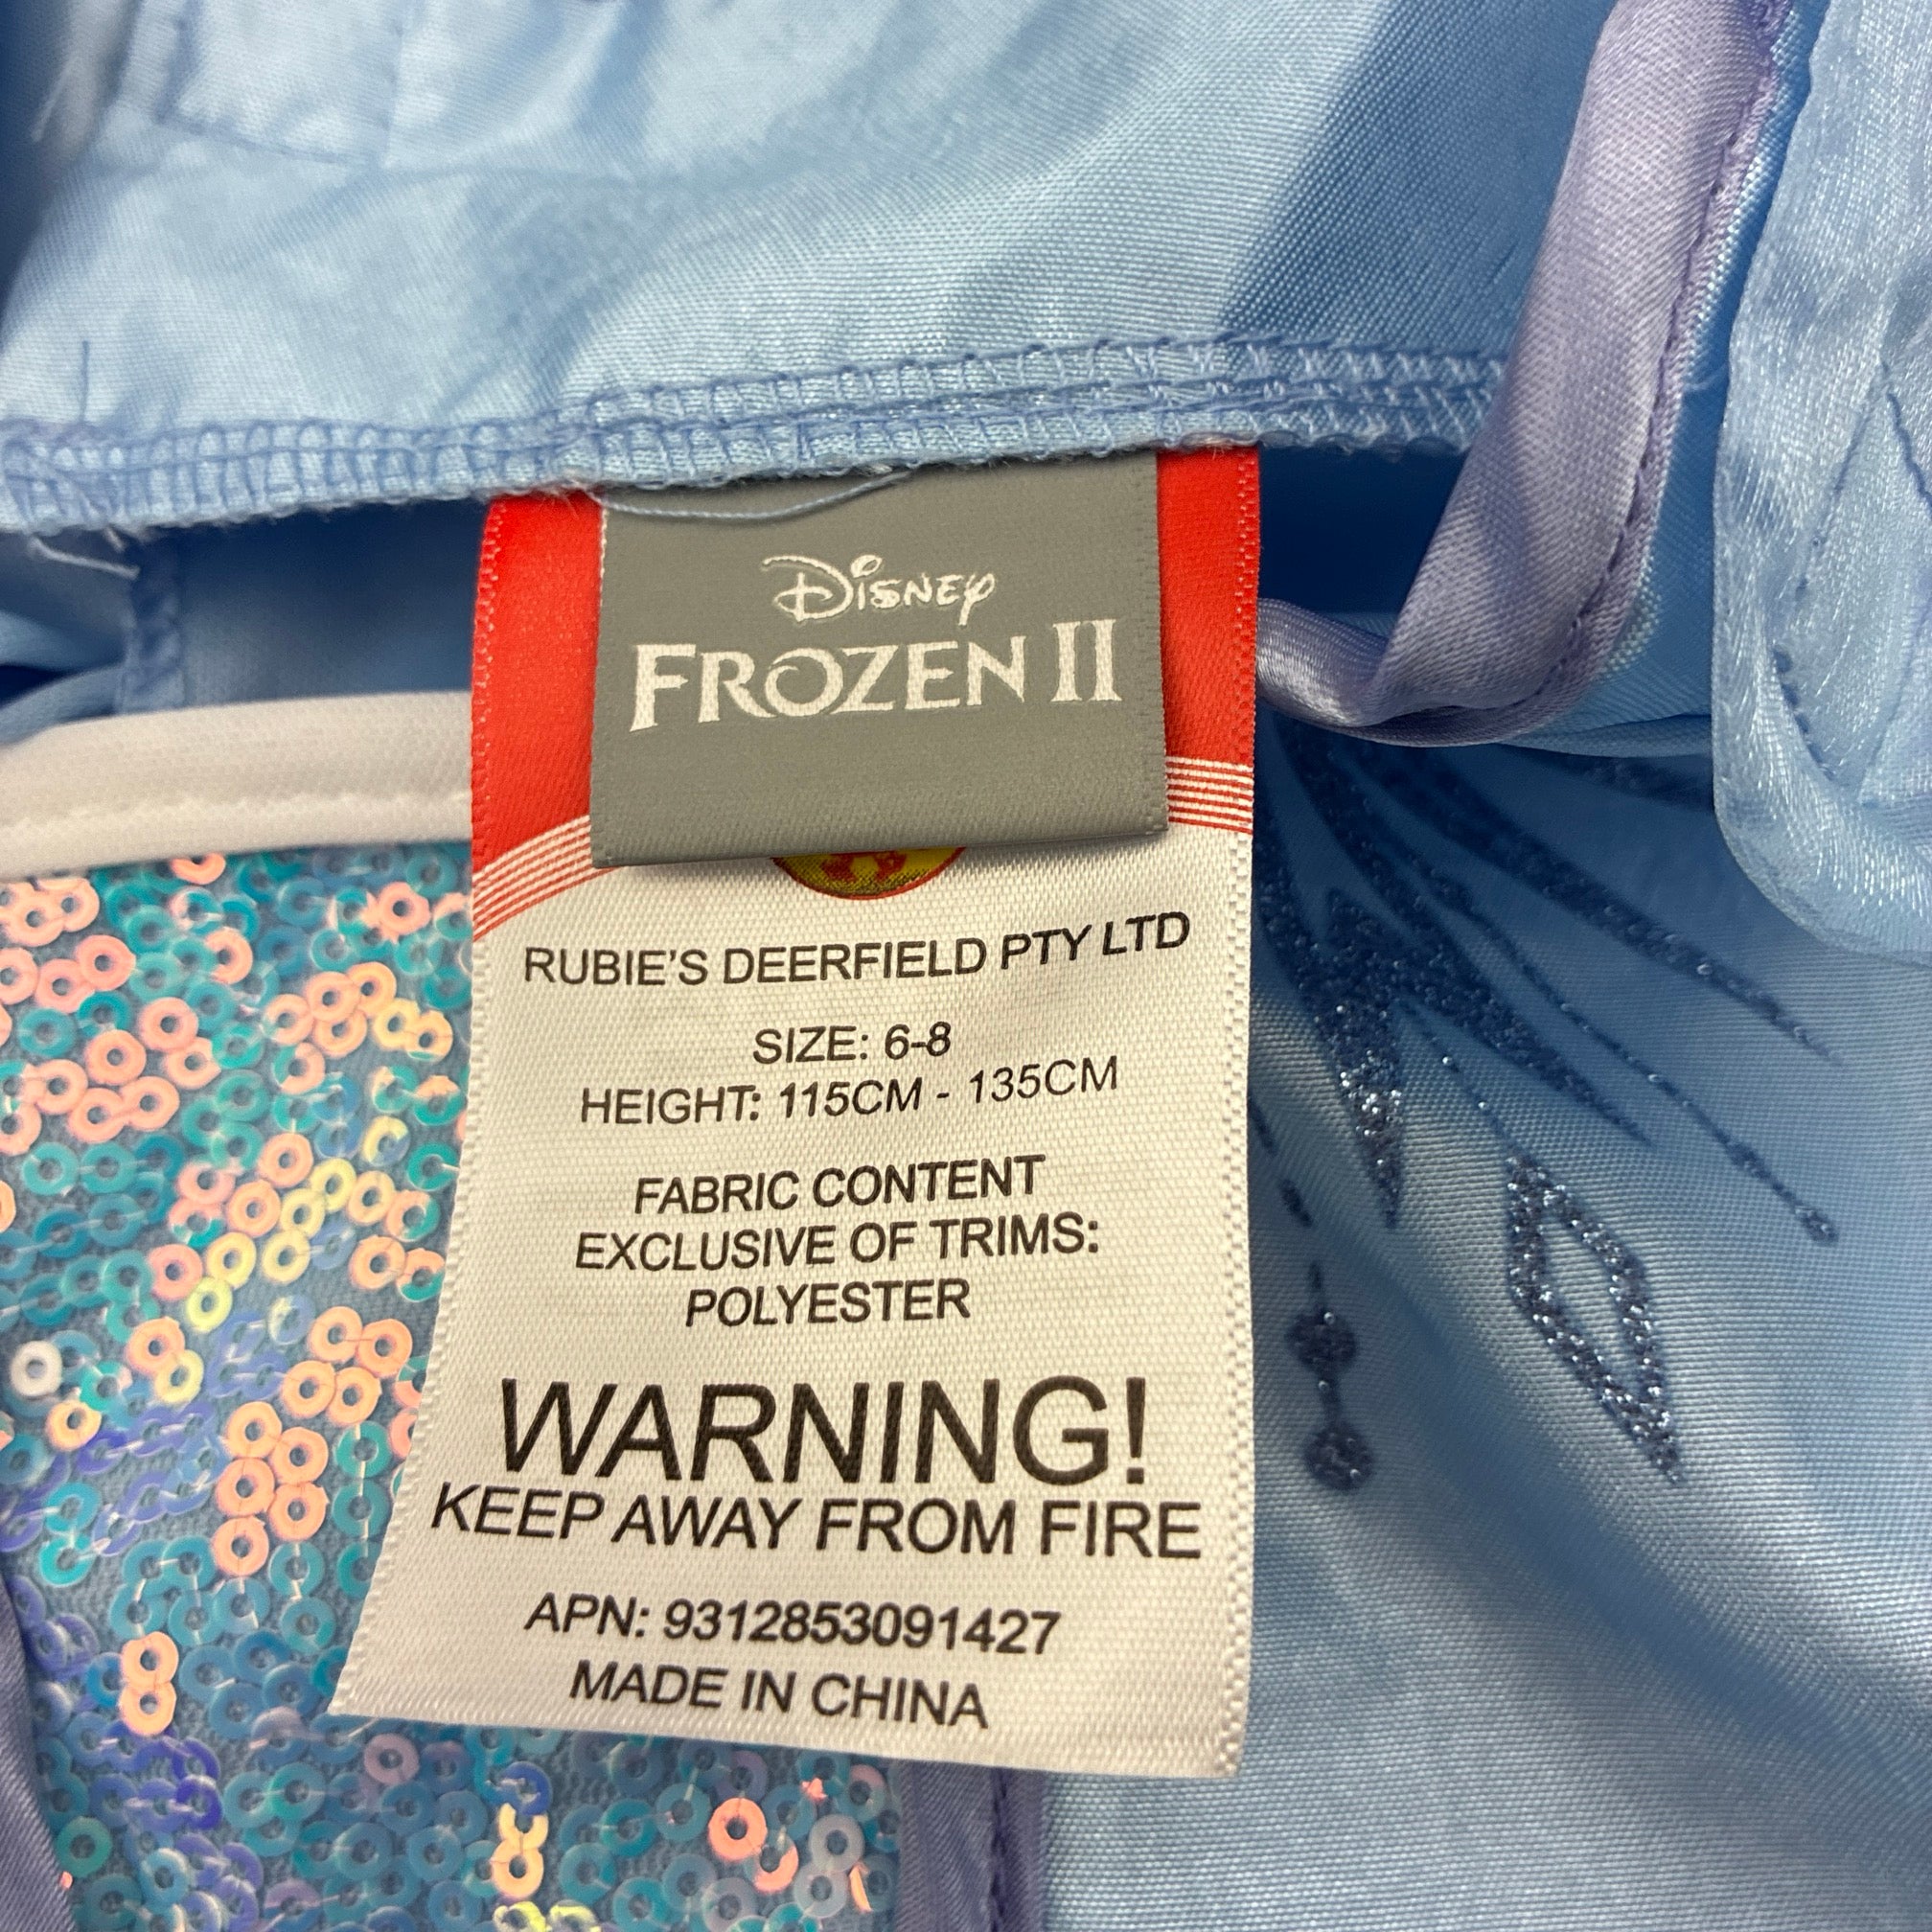 Disney
FROZEN II
RUBIE'S DEERFIELD PTY LTD
SIZE: 6-8
HEIGHT: 115CM - 135CM
FABRIC CONTENT
EXCLUSIVE OF TRIMS:
POLYESTER
WARNING!
KEEP AWAY FROM FIRE
APN: 9312853091427
MADE IN CHINA